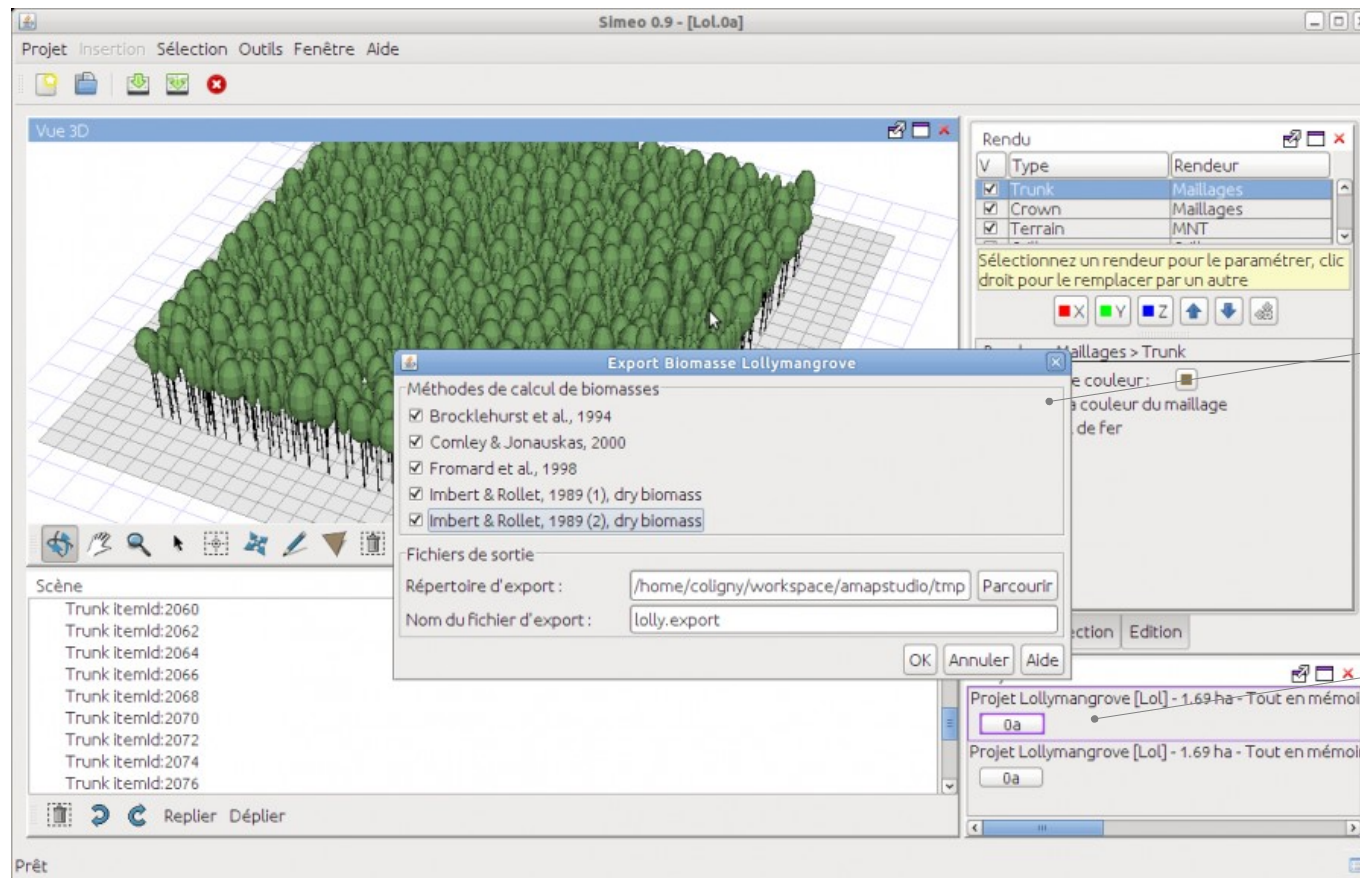 Simeo 0.9 - [Lol.0a]
Projet Insertion Sélection Outils Fenêtre Aide
Vue 3D
Rendu
V Type Rendeur
Trunk Maillages
Crown Maillages
Terrain MNT
Sélectionnez un rendeur pour le paramétrer, clic
droit pour le remplacer par un autre
X Y Z
Maillages > Trunk
couleur :
couleur du maillage
de fer
Export Biomasse Lollymangrove
Méthodes de calcul de biomasses
Brocklehurst et al., 1994
Comley & Jonauskas, 2000
Fromard et al., 1998
Imbert & Rollet, 1989 (1), dry biomass
Imbert & Rollet, 1989 (2), dry biomass
Fichiers de sortie
Répertoire d'export : /home/coligny/workspace/amapstudio/tmp Parcourir
Nom du fichier d'export : lolly.export
OK Annuler Aide
Scène
Trunk itemId:2060
Trunk itemId:2062
Trunk itemId:2064
Trunk itemId:2066
Trunk itemId:2068
Trunk itemId:2070
Trunk itemId:2072
Trunk itemId:2074
Trunk itemId:2076
Replier Déplier
ection Edition
Projet Lollymangrove [Lol] - 1.69 ha - Tout en mémoi
0a
Projet Lollymangrove [Lol] - 1.69 ha - Tout en mémoi
0a
Prêt